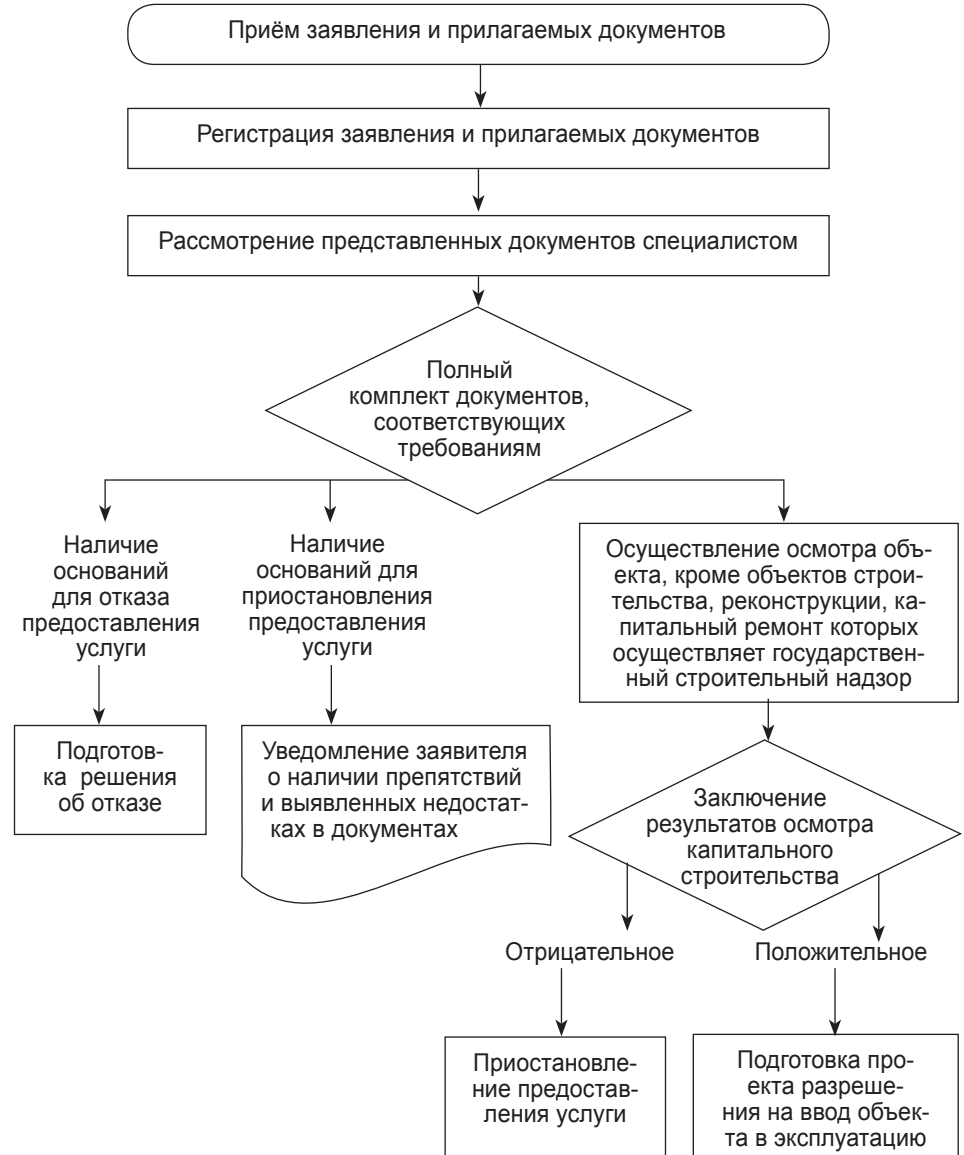 Приём заявления и прилагаемых документов
Регистрация заявления и прилагаемых документов
Рассмотрение представленных документов специалистом
Полный
комплект документов,
соответствующих
требованиям
Наличие
оснований
для отказа
предоставления
услуги
Наличие
оснований для
приостановления
предоставления
услуги
Осуществление осмотра объ-
екта, кроме объектов строи-
тельства, реконструкции, ка-
питальный ремонт которых
осуществляет государствен-
ный строительный надзор
Подготов-
ка решения
об отказе
Уведомление заявителя
о наличии препятствий
и выявленных недостат-
ках в документах
Заключение
результатов осмотра
капитального
строительства
Отрицательное
Положительное
Приостановле-
ние предостав-
ления услуги
Подготовка про-
екта разреше-
ния на ввод объек-
та в эксплуатацию